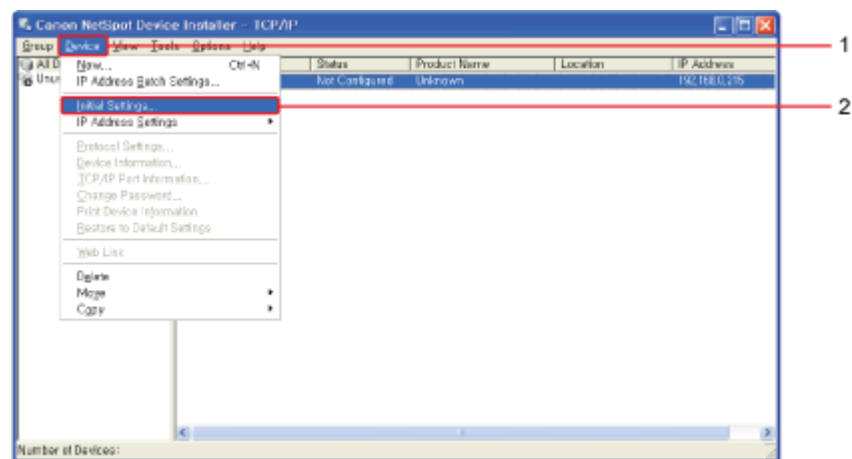 Canon NetSpot Device Installer - TCP/IP
Group Device View Tools Options Help
1
All D
Status Product Name Location IP Address
Unu
Not Configured Unknown 192.168.0.215
New... Ctrl+N
IP Address Batch Settings...
Initial Settings...
2
IP Address Settings
Protocol Settings...
Device Information...
TCP/IP Port Information...
Change Password...
Print Device Information
Restore to Default Settings
Web Link
Delete
Move
Copy
Number of Devices: